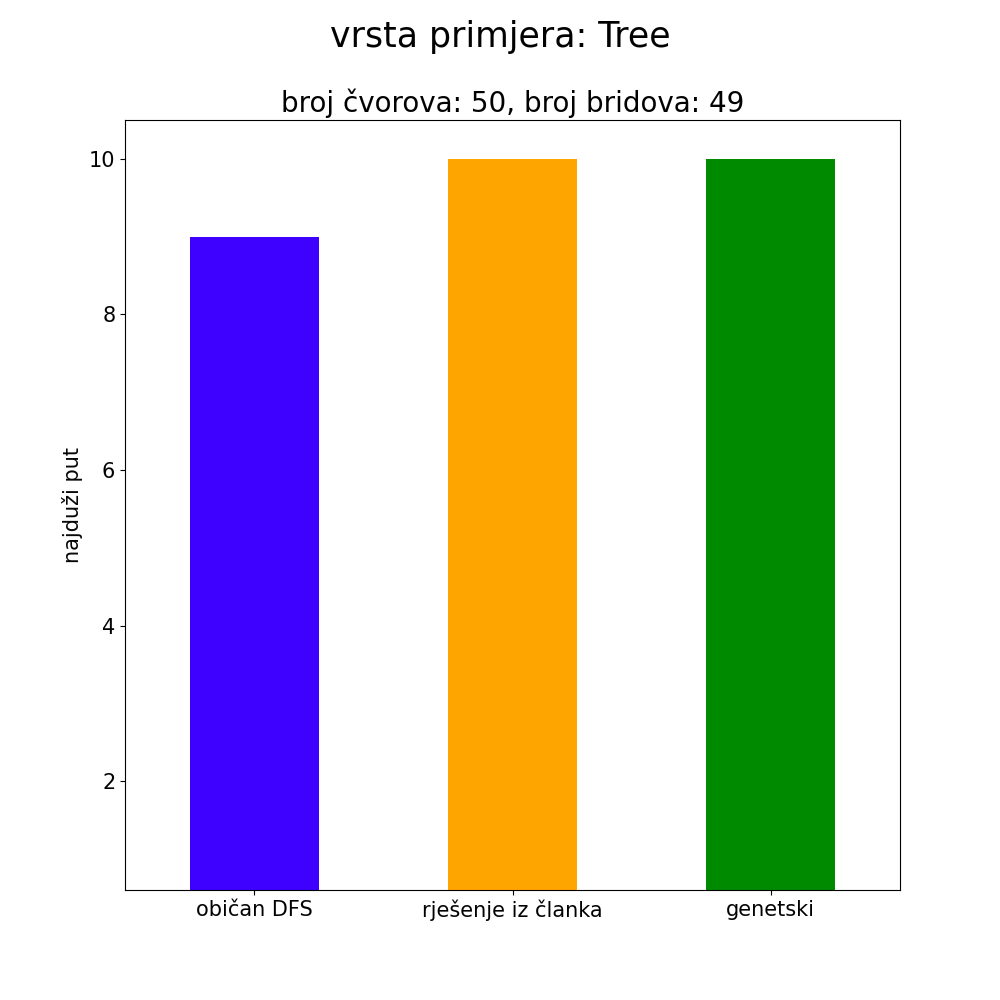 vrsta primjera: Tree
broj čvorova: 50, broj bridova: 49
10
8
6
4
2
najduži put
običan DFS
rješenje iz članka
genetski